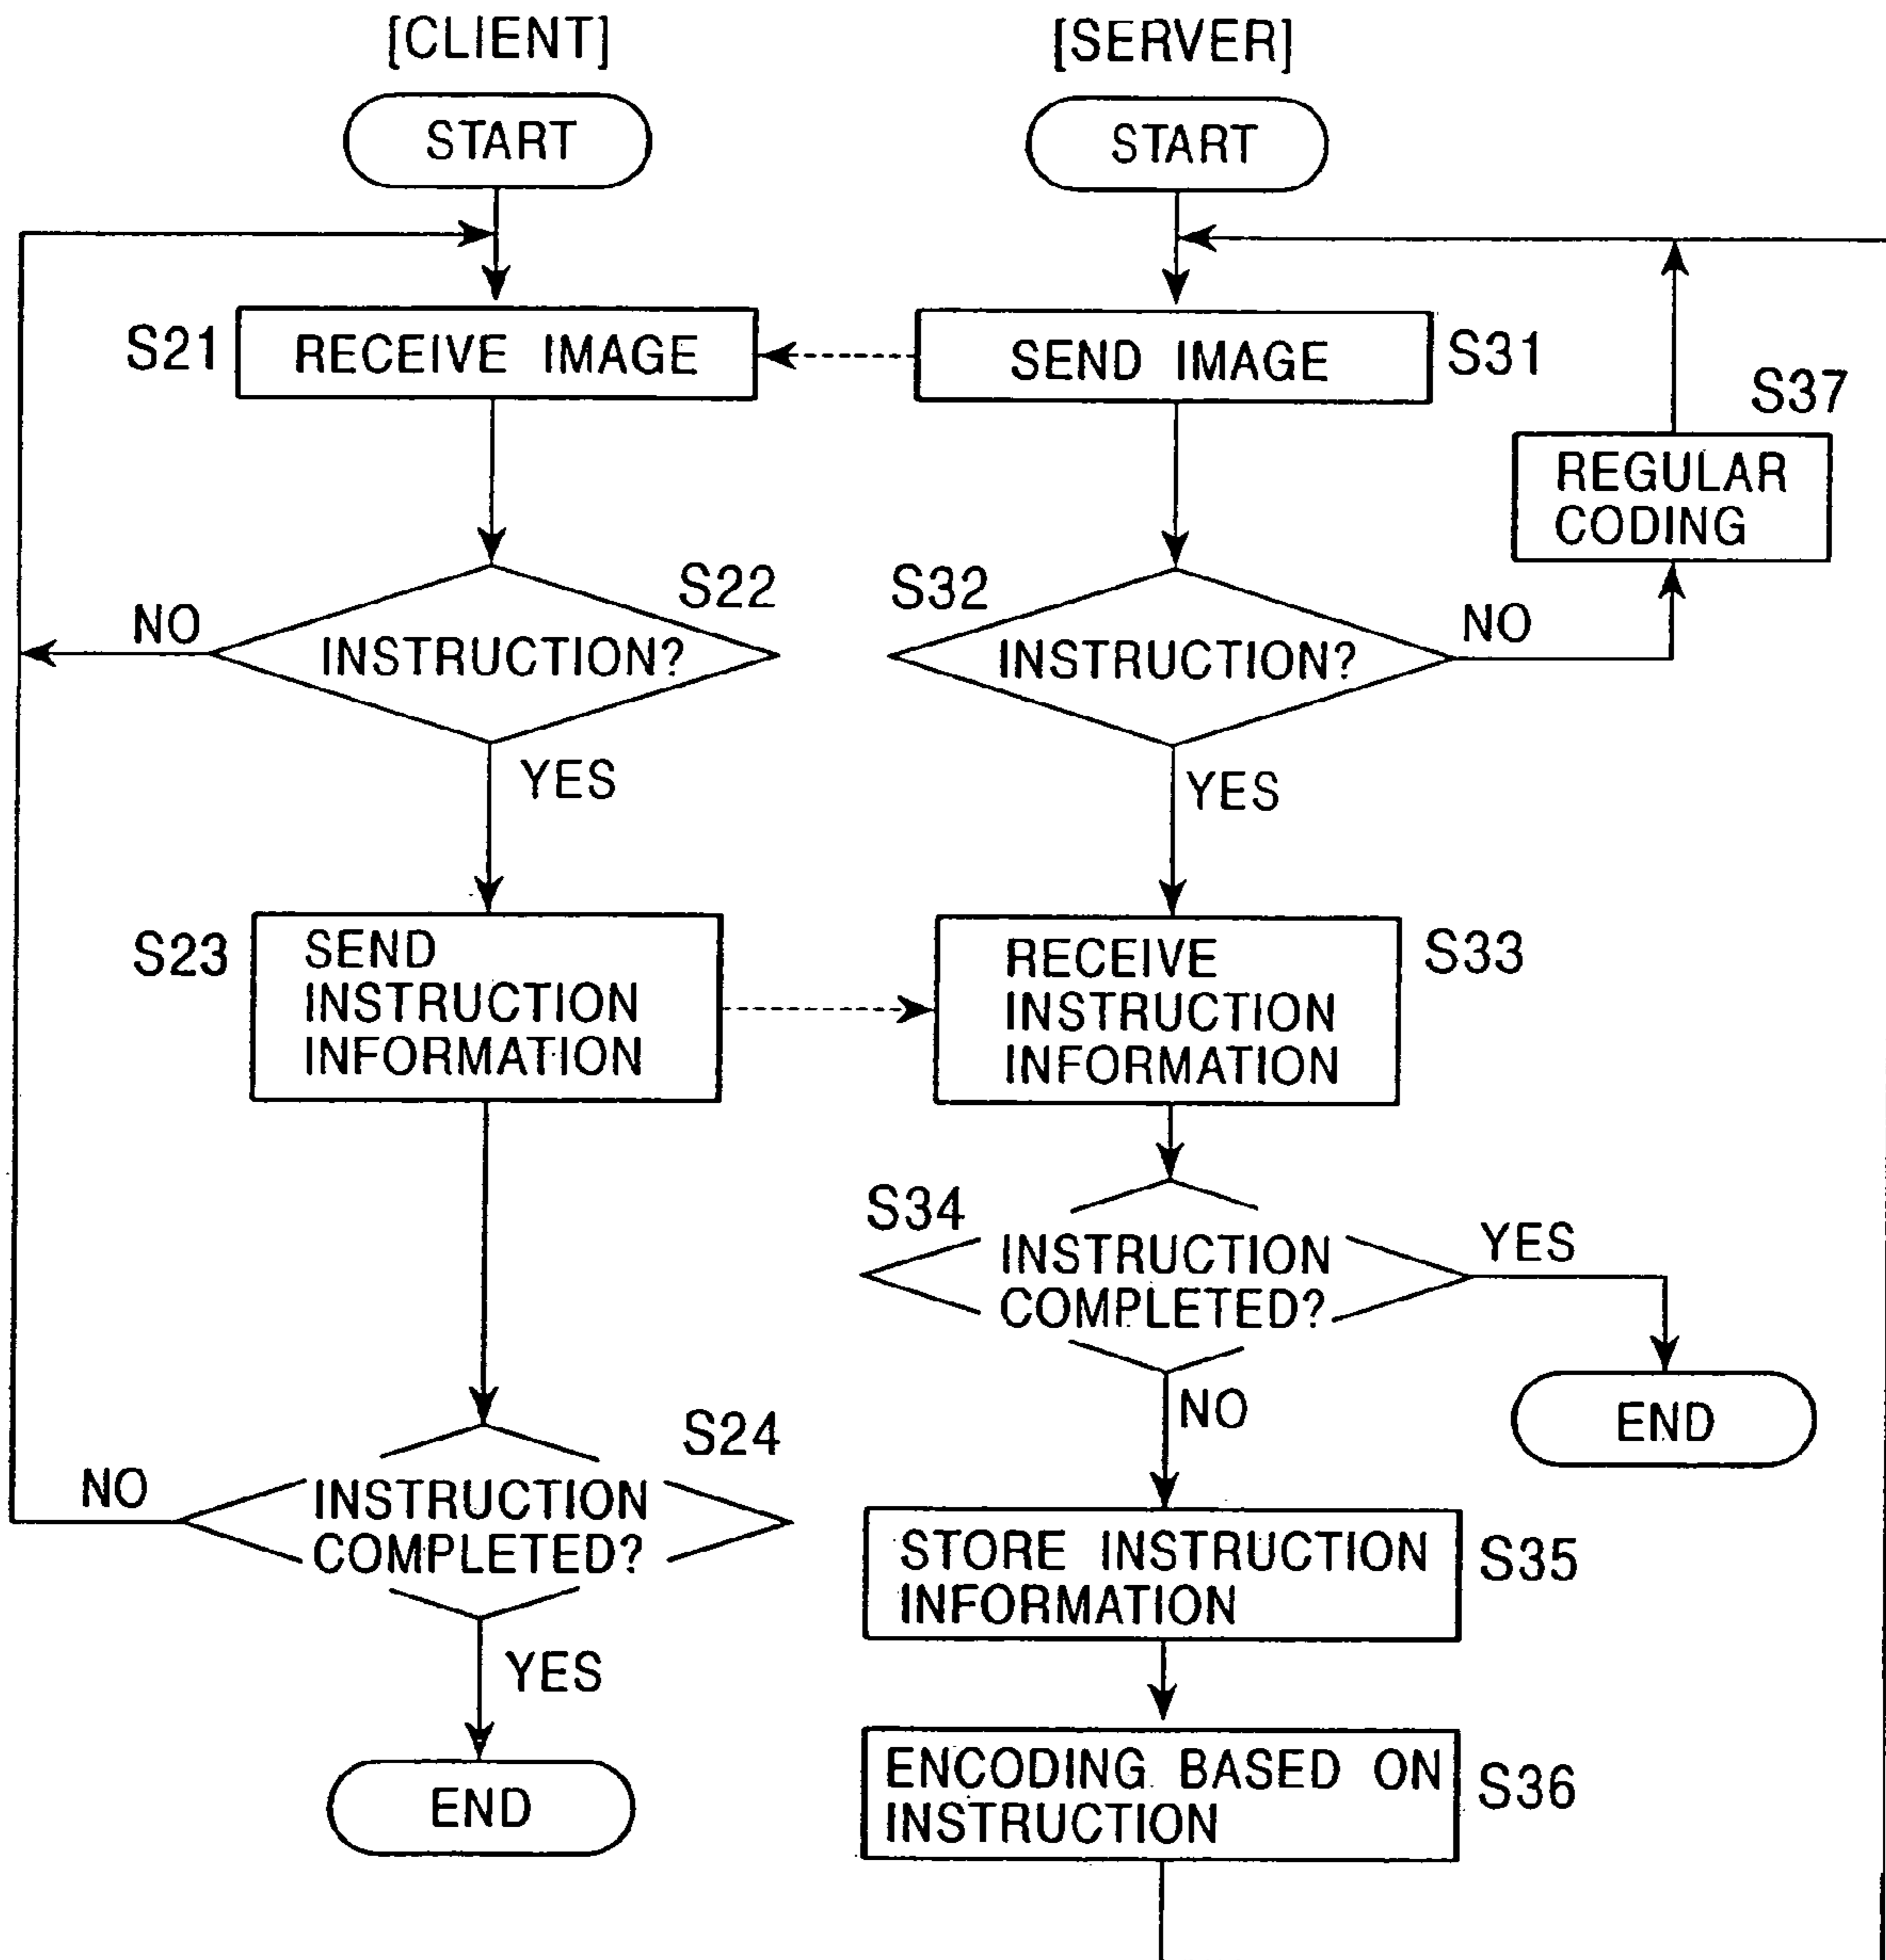 [CLIENT]
START
S21
RECEIVE IMAGE
S22
INSTRUCTION?
NO
YES
S23
SEND
INSTRUCTION
INFORMATION
S24
INSTRUCTION
COMPLETED?
NO
YES
END
[SERVER]
START
SEND IMAGE
S31
S37
REGULAR
CODING
S32
INSTRUCTION?
NO
YES
RECEIVE
INSTRUCTION
INFORMATION
S33
S34
INSTRUCTION
COMPLETED?
YES
END
NO
STORE INSTRUCTION
INFORMATION
S35
ENCODING BASED ON
INSTRUCTION
S36